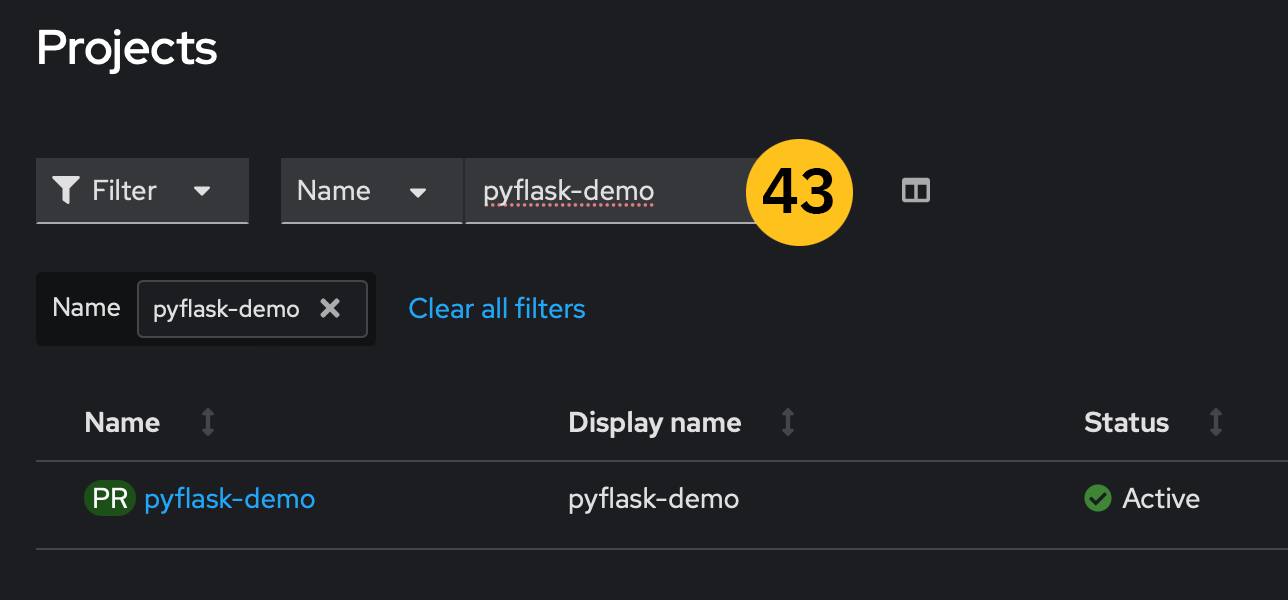 Projects
Filter Name pyflask-demo 43
Name pyflask-demo Clear all filters
Name Display name Status
PR pyflask-demo pyflask-demo Active